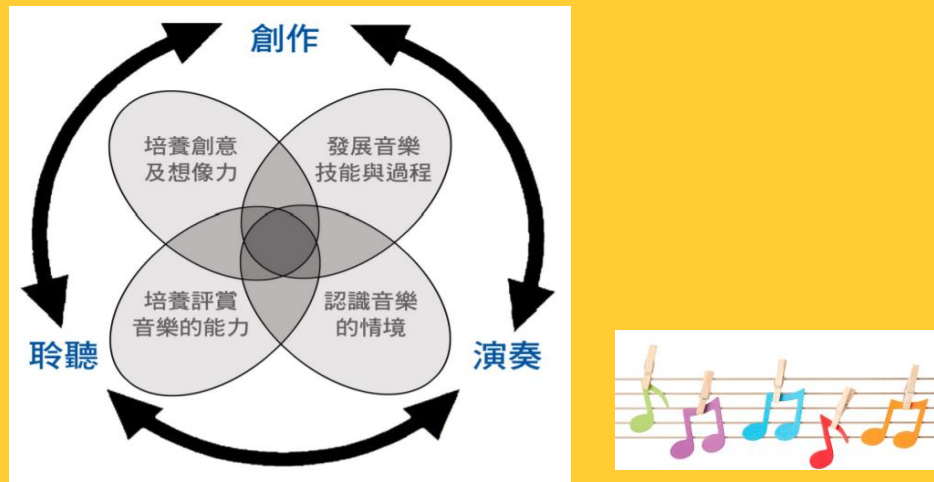 創作
培養創意
及想像力
發展音樂
技能與過程
培養評賞
音樂的能力
認識音樂
的情境
聆聽
演奏